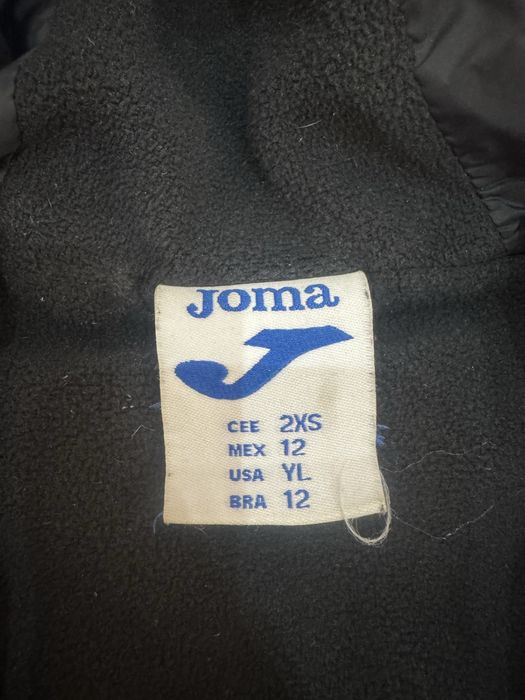 Joma
CEE 2XS
MEX 12
USA YL
BRA 12